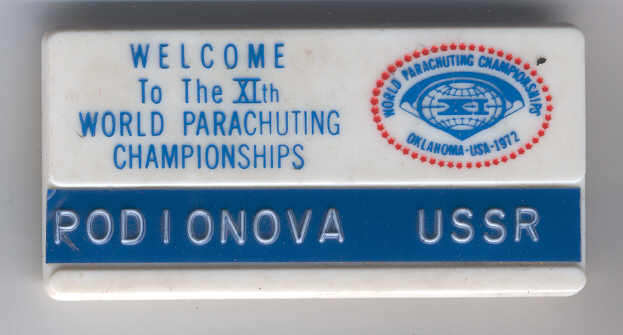 WELCOME
To The XIth
WORLD PARACHUTING
CHAMPIONSHIPS
WORLD PARACHUTING CHAMPIONSHIPS
XI
OKLAHOMA-USA-1972
RODIONOVA USSR